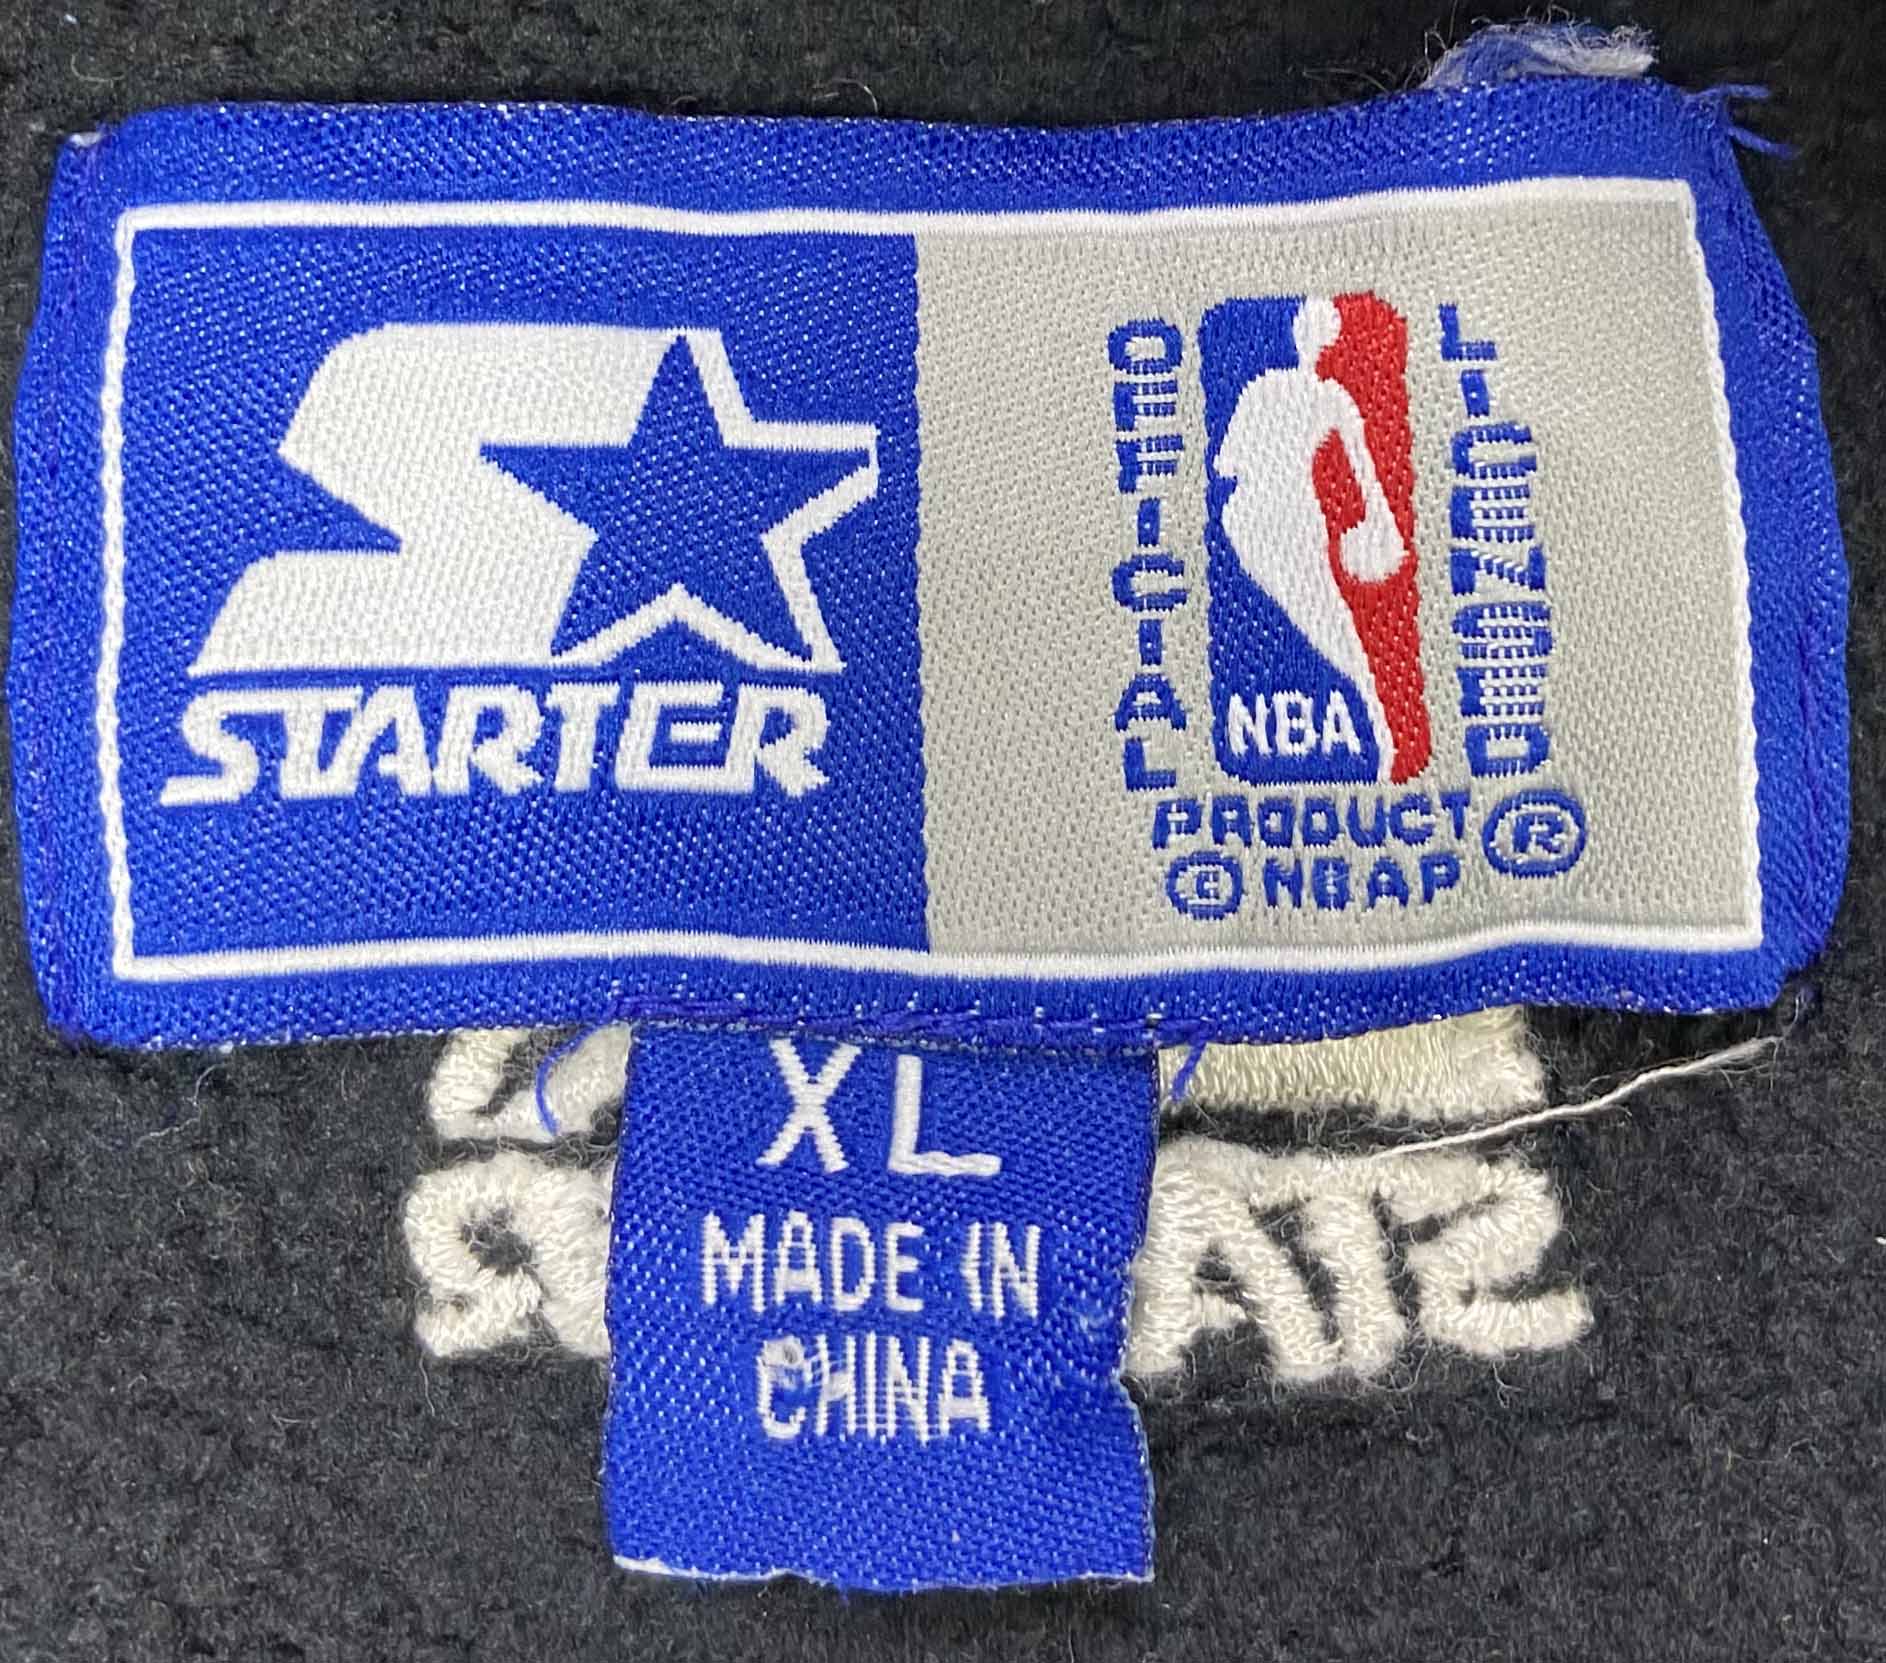 STARTER
OFFICIAL
NBA
LICENSED
PRODUCT ®
© NBAP
XL
MADE IN
CHINA